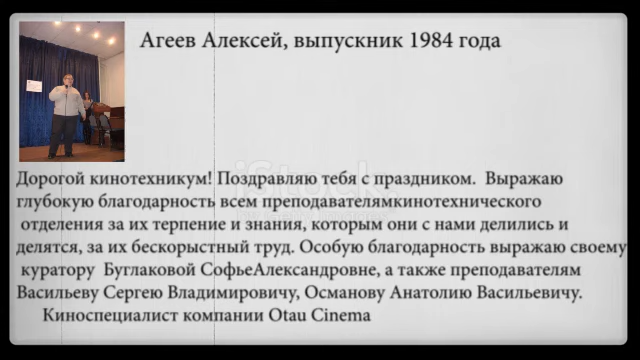 Агеев Алексей, выпускник 1984 года
Дорогой кинотехникум! Поздравляю тебя с праздником. Выражаю
глубокую благодарность всем преподавателямкинотехнического
отделения за их терпение и знания, которым они с нами делились и
делятся, за их бескорыстный труд. Особую благодарность выражаю своему
куратору Буглаковой СофьеАлександровне, а также преподавателям
Васильеву Сергею Владимировичу, Османову Анатолию Васильевичу.
Киноспециалист компании Otau Cinema
iStock